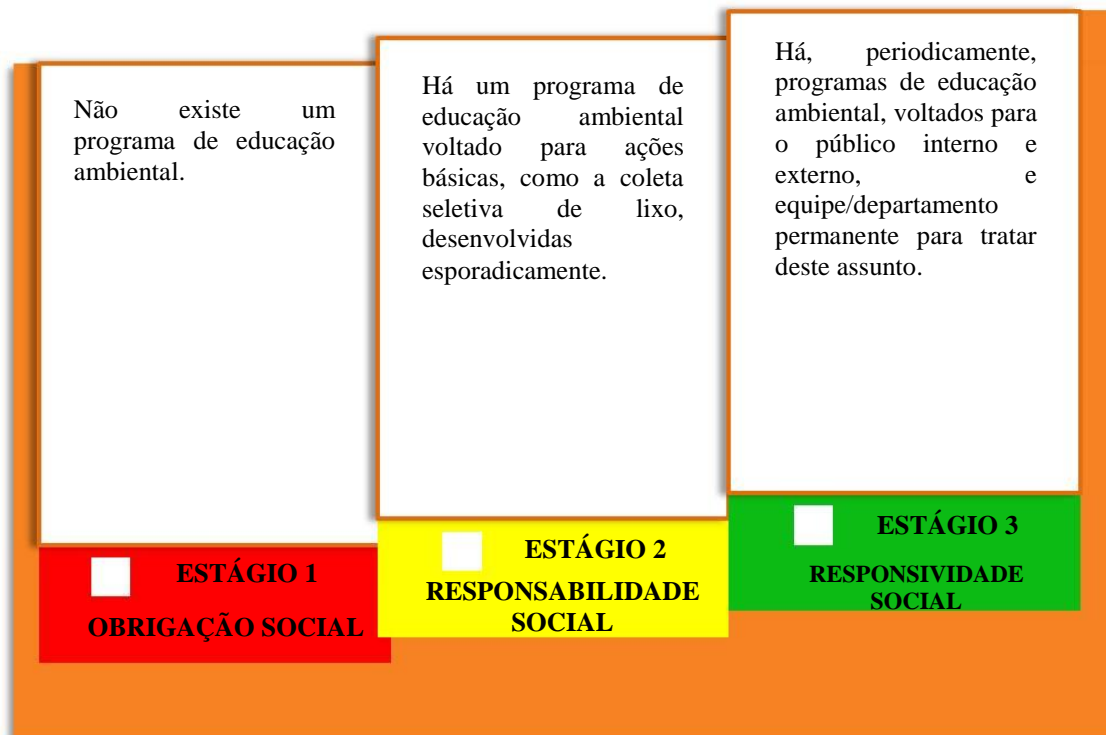 Não existe um
programa de educação
ambiental.
ESTÁGIO 1
OBRIGAÇÃO SOCIAL
Há um programa de
educação ambiental
voltado para ações
básicas, como a coleta
seletiva de lixo,
desenvolvidas
esporadicamente.
ESTÁGIO 2
RESPONSABILIDADE
SOCIAL
Há, periodicamente,
programas de educação
ambiental, voltados para
o público interno e
externo, e
equipe/departamento
permanente para tratar
deste assunto.
ESTÁGIO 3
RESPONSIVIDADE
SOCIAL